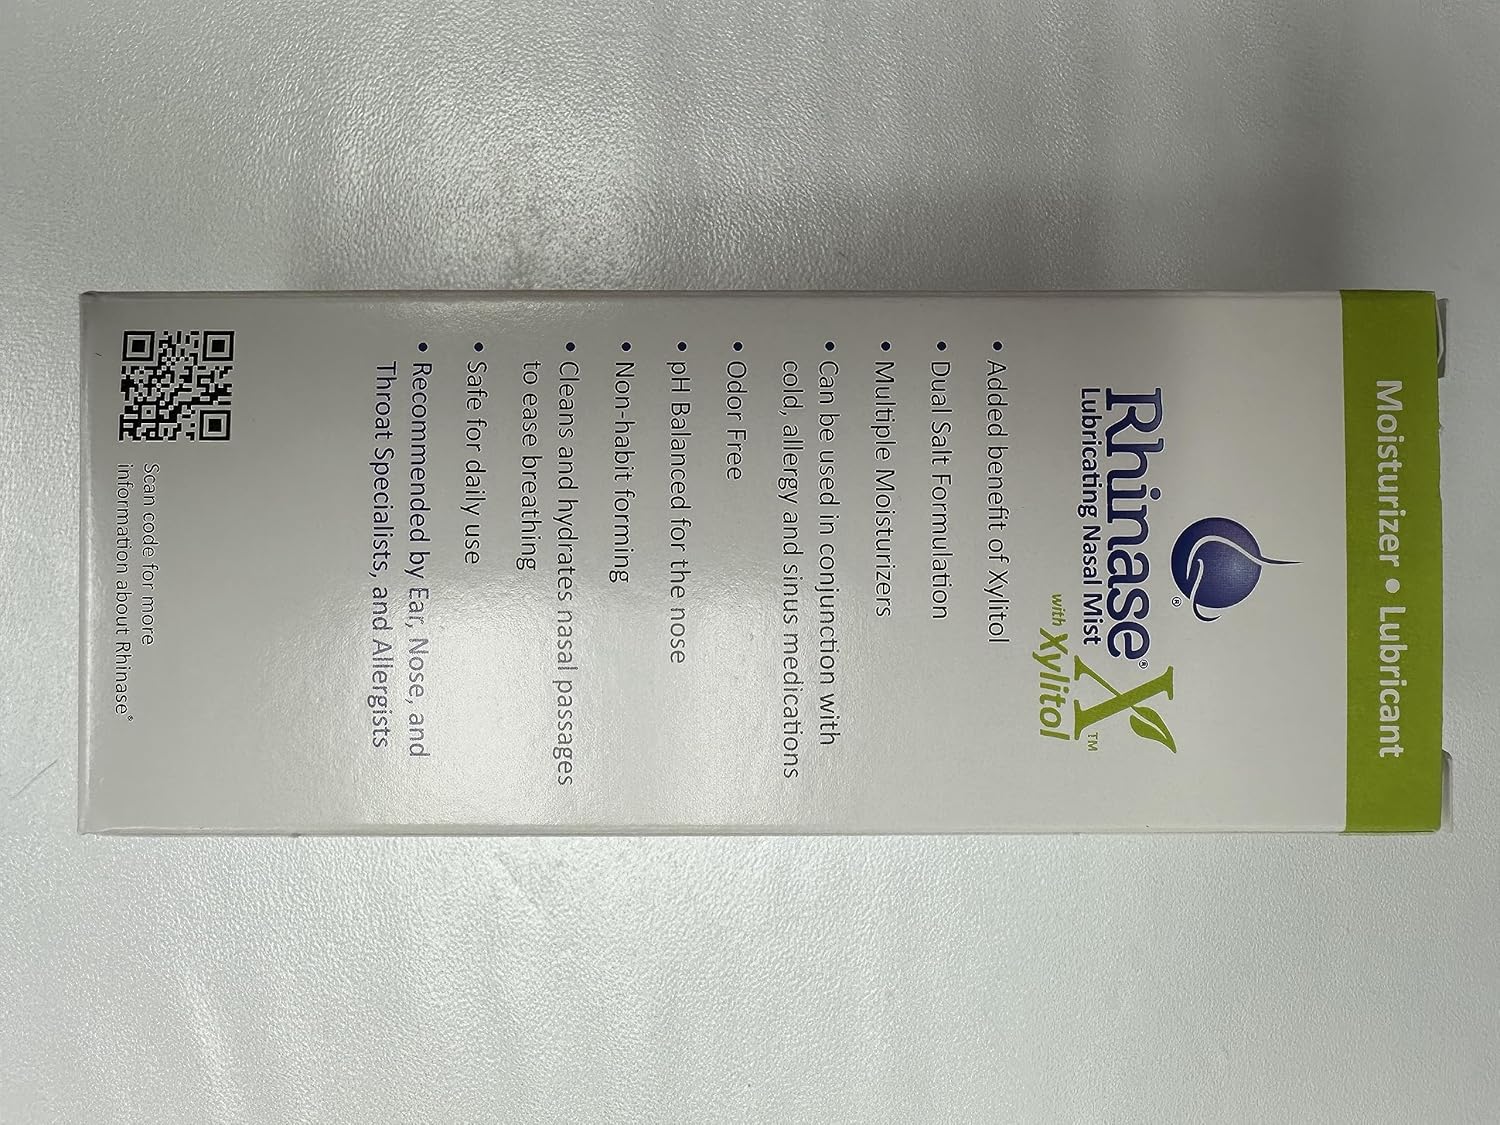 Moisturizer • Lubricant
®
Rhinase® X™
Lubricating Nasal Mist
with Xylitol
• Added benefit of Xylitol
• Dual Salt Formulation
• Multiple Moisturizers
• Can be used in conjunction with
cold, allergy and sinus medications
• Odor Free
• pH Balanced for the nose
• Non-habit forming
• Cleans and hydrates nasal passages
to ease breathing
• Safe for daily use
• Recommended by Ear, Nose, and
Throat Specialists, and Allergists
Scan code for more
information about Rhinase®